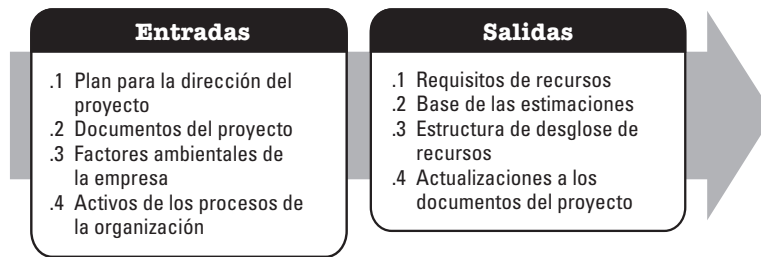 Entradas
.1 Plan para la dirección del
proyecto
.2 Documentos del proyecto
.3 Factores ambientales de
la empresa
.4 Activos de los procesos de
la organización
Salidas
.1 Requisitos de recursos
.2 Base de las estimaciones
.3 Estructura de desglose de
recursos
.4 Actualizaciones a los
documentos del proyecto